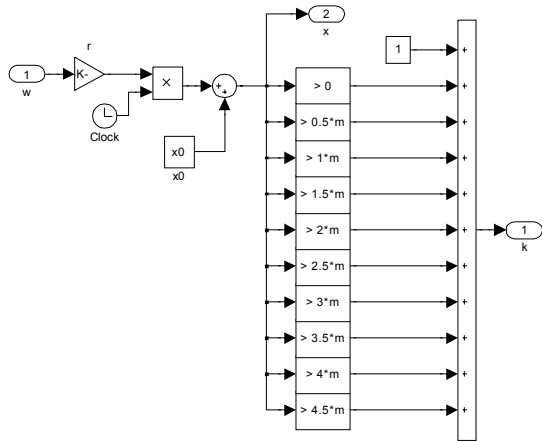 2
x
r
1
1
w
K-
×
Clock
x0
x0
> 0
> 0.5*m
> 1*m
> 1.5*m
> 2*m
> 2.5*m
> 3*m
> 3.5*m
> 4*m
> 4.5*m
+
+
+
+
+
+
+
+
+
+
+
+
+
1
k